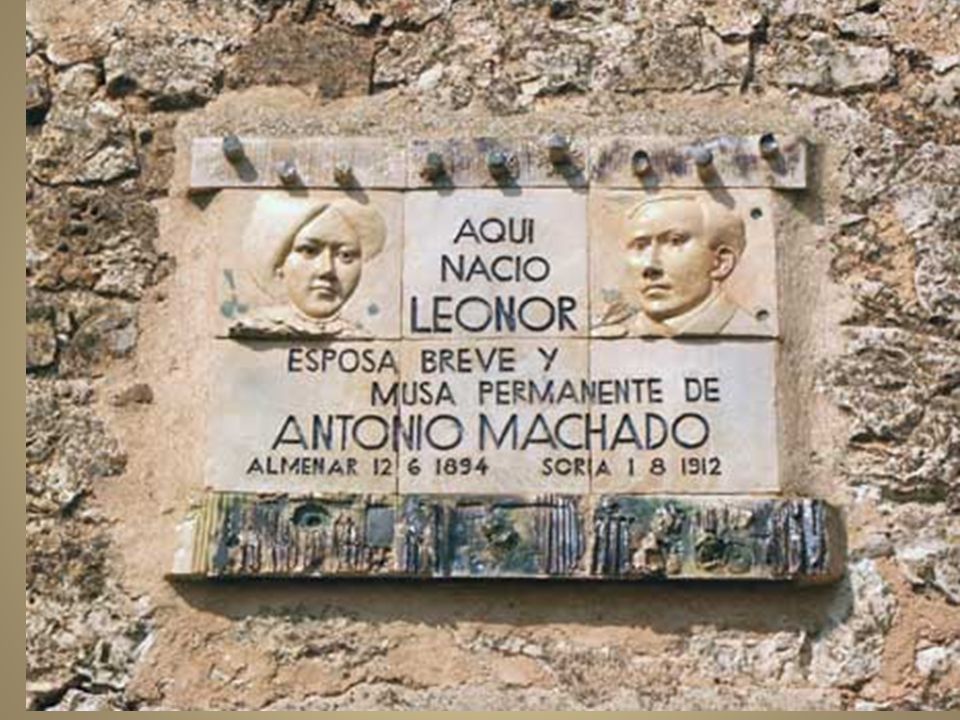 AQUI
NACIO
LEONOR
ESPOSA BREVE Y
MUSA PERMANENTE DE
ANTONIO MACHADO
ALMENAR 12 6 1894 SORIA 1 8 1912